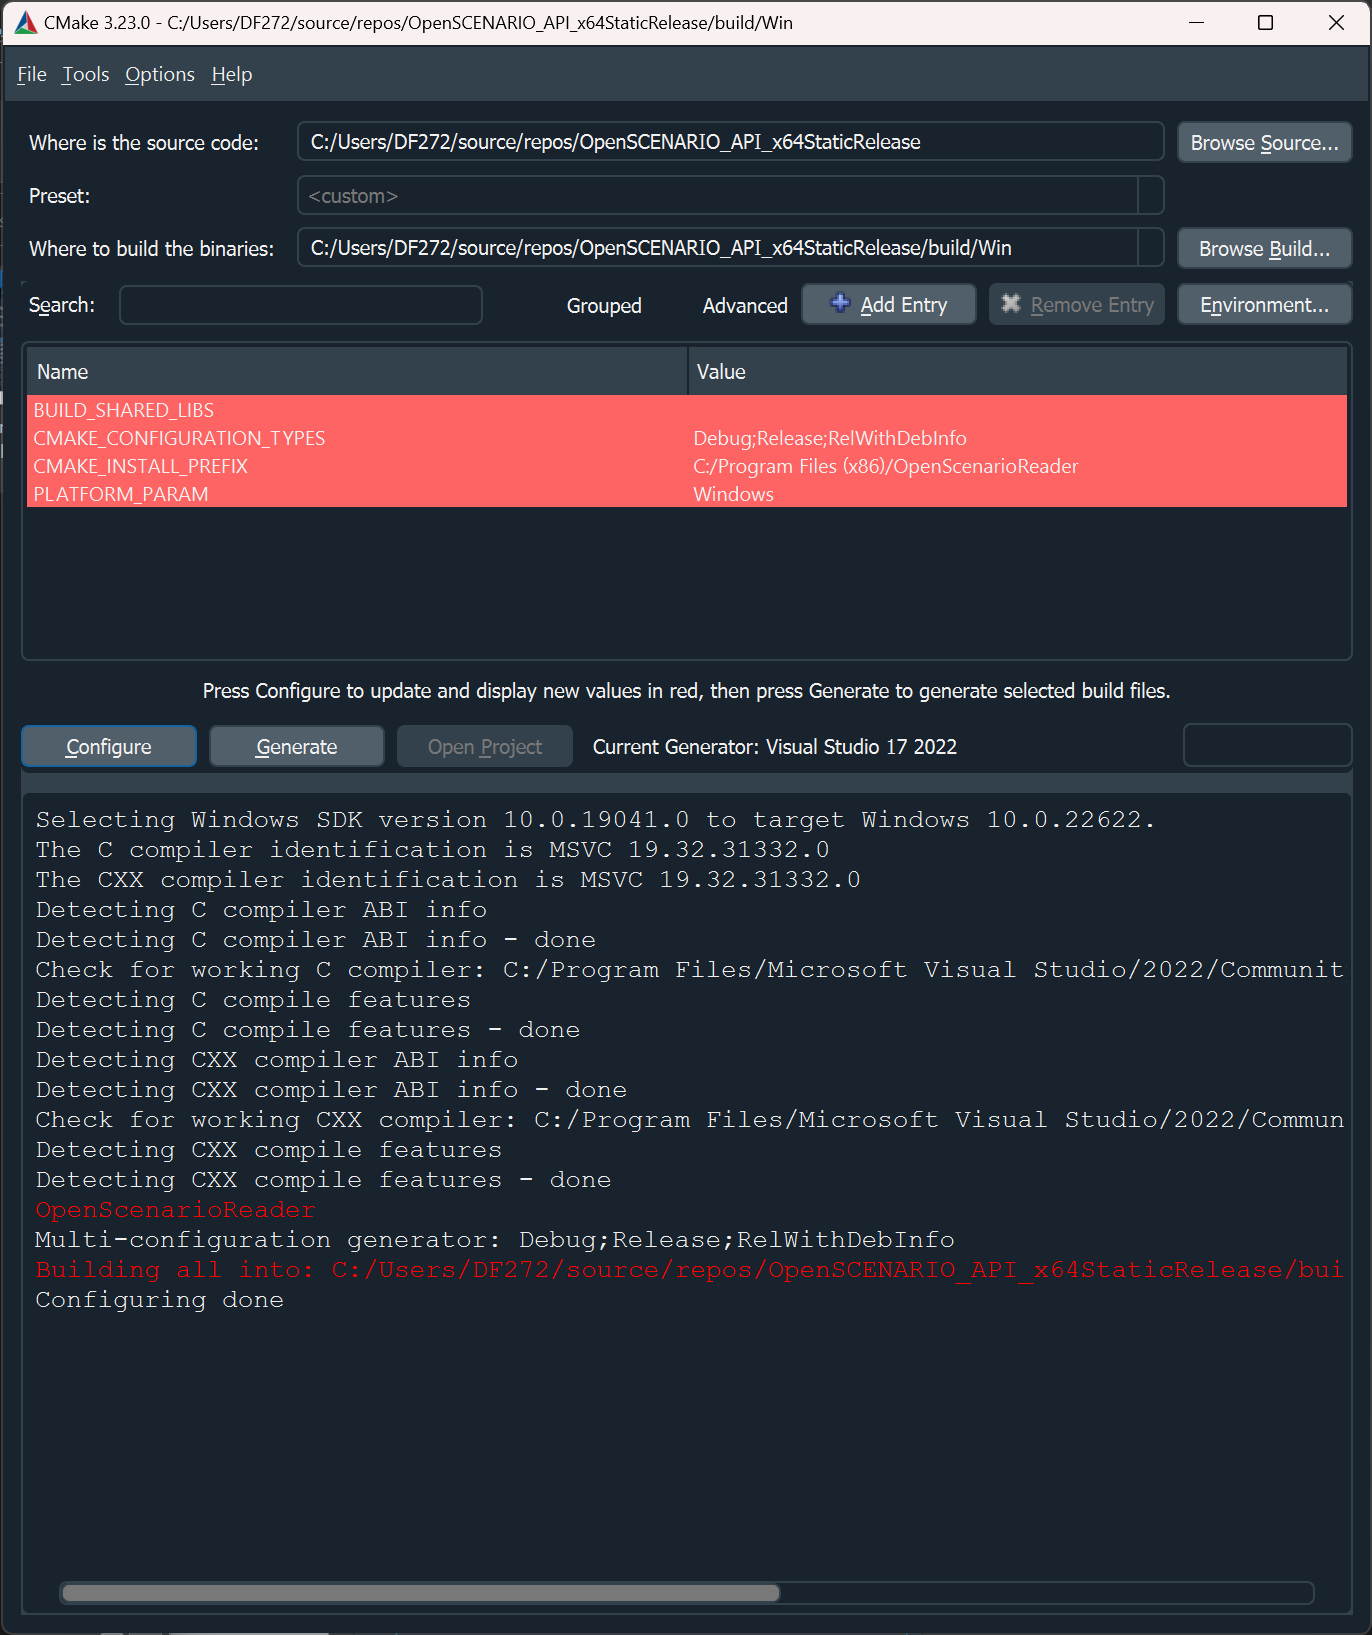 CMake 3.23.0 - C:/Users/DF272/source/repos/OpenSCENARIO_API_x64StaticRelease/build/Win
File Tools Options Help
Where is the source code: C:/Users/DF272/source/repos/OpenSCENARIO_API_x64StaticRelease Browse Source...
Preset: <custom>
Where to build the binaries: C:/Users/DF272/source/repos/OpenSCENARIO_API_x64StaticRelease/build/Win Browse Build...
Search: Grouped Advanced Add Entry Remove Entry Environment...
Name Value
BUILD_SHARED_LIBS
CMAKE_CONFIGURATION_TYPES Debug;Release;RelWithDebInfo
CMAKE_INSTALL_PREFIX C:/Program Files (x86)/OpenScenarioReader
PLATFORM_PARAM Windows
Press Configure to update and display new values in red, then press Generate to generate selected build files.
Configure Generate Open Project Current Generator: Visual Studio 17 2022
Selecting Windows SDK version 10.0.19041.0 to target Windows 10.0.22622.
The C compiler identification is MSVC 19.32.31332.0
The CXX compiler identification is MSVC 19.32.31332.0
Detecting C compiler ABI info
Detecting C compiler ABI info - done
Check for working C compiler: C:/Program Files/Microsoft Visual Studio/2022/Communit
Detecting C compile features
Detecting C compile features - done
Detecting CXX compiler ABI info
Detecting CXX compiler ABI info - done
Check for working CXX compiler: C:/Program Files/Microsoft Visual Studio/2022/Commun
Detecting CXX compile features
Detecting CXX compile features - done
OpenScenarioReader
Multi-configuration generator: Debug;Release;RelWithDebInfo
Building all into: C:/Users/DF272/source/repos/OpenSCENARIO_API_x64StaticRelease/bui
Configuring done